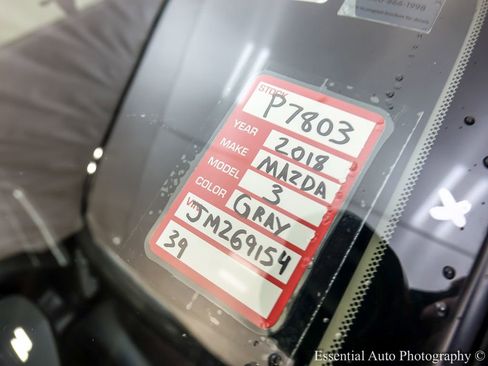 STOCK
P7803
YEAR 2018
MAKE MAZDA
MODEL 3
COLOR GRAY
VIN
JM269154
39
Essential Auto Photography ©